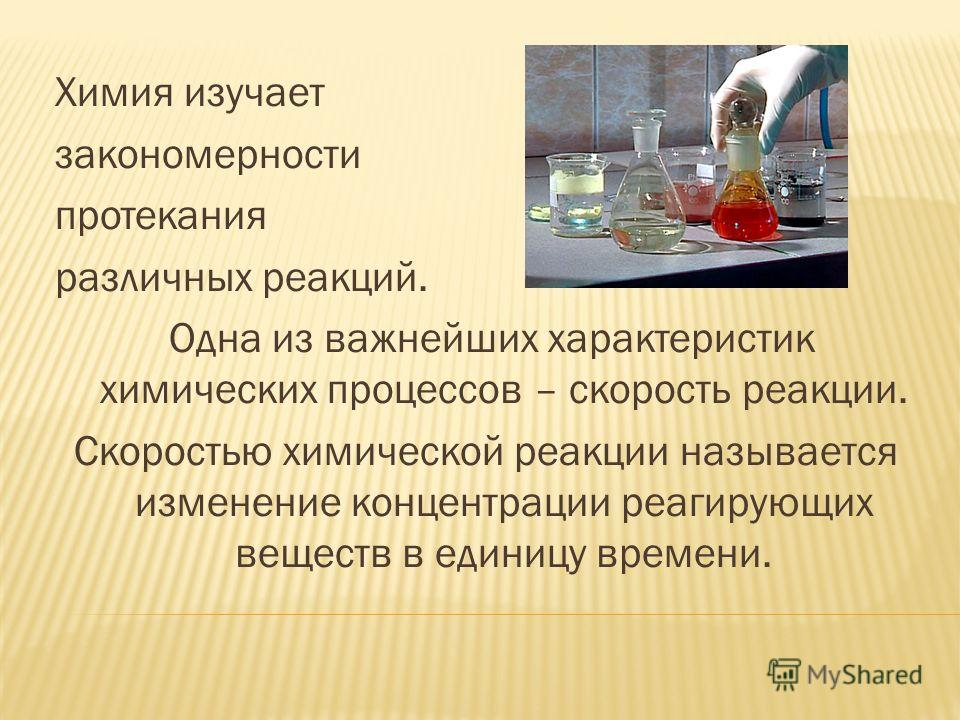 Химия изучает
закономерности
протекания
различных реакций.
Одна из важнейших характеристик
химических процессов – скорость реакции.
Скоростью химической реакции называется
изменение концентрации реагирующих
веществ в единицу времени.
MyShared